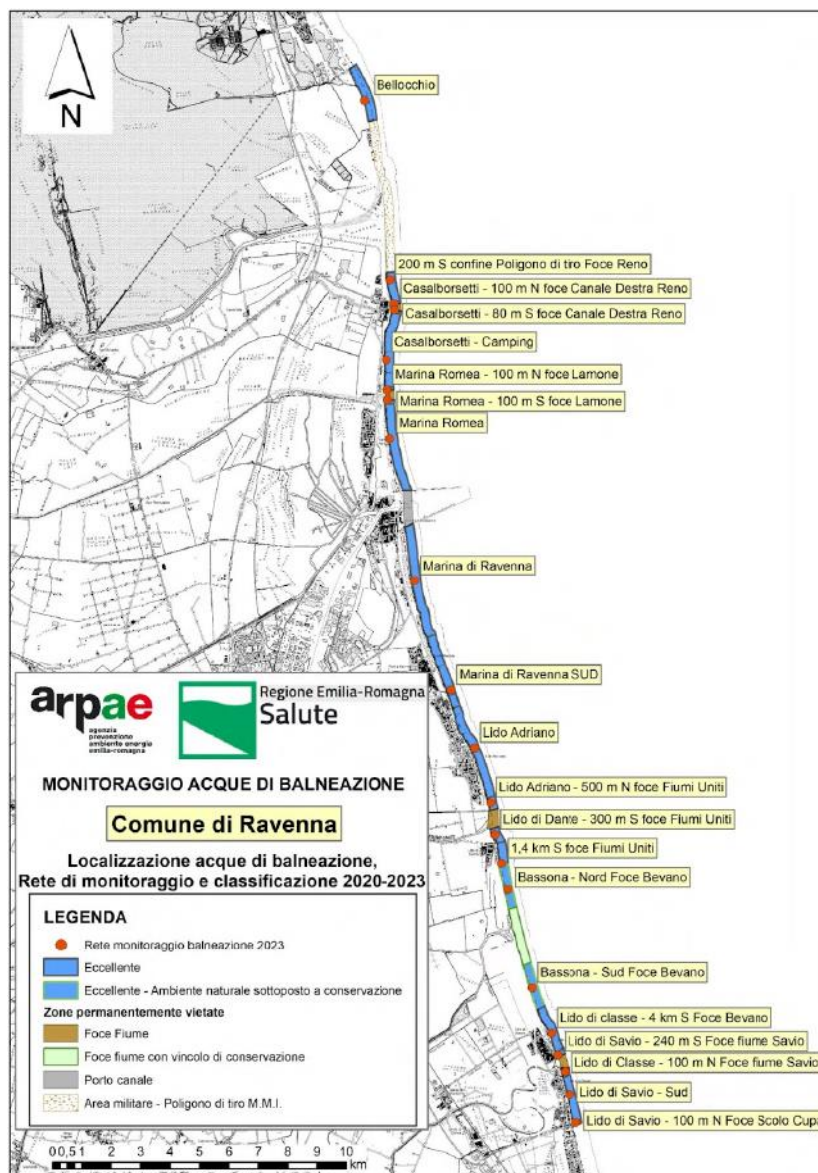 N
Bellocchio
200 m S confine Poligono di tiro Foce Reno
Casalborsetti - 100 m N foce Canale Destra Reno
Casalborsetti - 80 m S foce Canale Destra Reno
Casalborsetti - Camping
Marina Romea - 100 m N foce Lamone
Marina Romea - 100 m S foce Lamone
Marina Romea
Marina di Ravenna
Marina di Ravenna SUD
Lido Adriano
Lido Adriano - 500 m N foce Fiumi Uniti
Lido di Dante - 300 m S foce Fiumi Uniti
1,4 km S foce Fiumi Uniti
Bassona - Nord Foce Bevano
Bassona - Sud Foce Bevano
Lido di classe - 4 km S Foce Bevano
Lido di Savio - 240 m S Foce fiume Savio
Lido di Classe - 100 m N Foce fiume Savio
Lido di Savio - Sud
Lido di Savio - 100 m N Foce Scolo Cupa
arpae
agenzia
prevenzione
ambiente energia
emilia-romagna
Regione Emilia-Romagna
Salute
MONITORAGGIO ACQUE DI BALNEAZIONE
Comune di Ravenna
Localizzazione acque di balneazione,
Rete di monitoraggio e classificazione 2020-2023
LEGENDA
Rete monitoraggio balneazione 2023
Eccellente
Eccellente - Ambiente naturale sottoposto a conservazione
Zone permanentemente vietate
Foce Fiume
Foce fiume con vincolo di conservazione
Porto canale
Area militare - Poligono di tiro M.M.I.
0 0,5 1 2 3 4 5 6 7 8 9 10
km